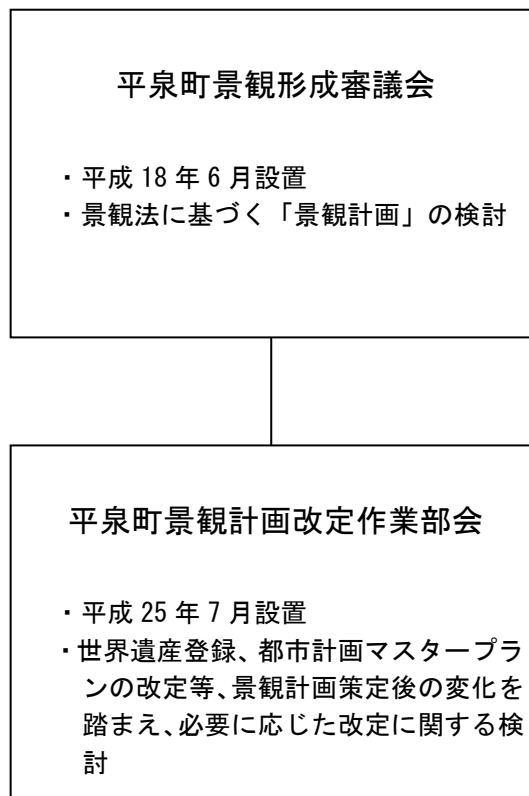 平泉町景観形成審議会
・平成 18 年 6 月設置
・景観法に基づく「景観計画」の検討
平泉町景観計画改定作業部会
・平成 25 年 7 月設置
・世界遺産登録、都市計画マスタープラ
ンの改定等、景観計画策定後の変化を
踏まえ、必要に応じた改定に関する検
討